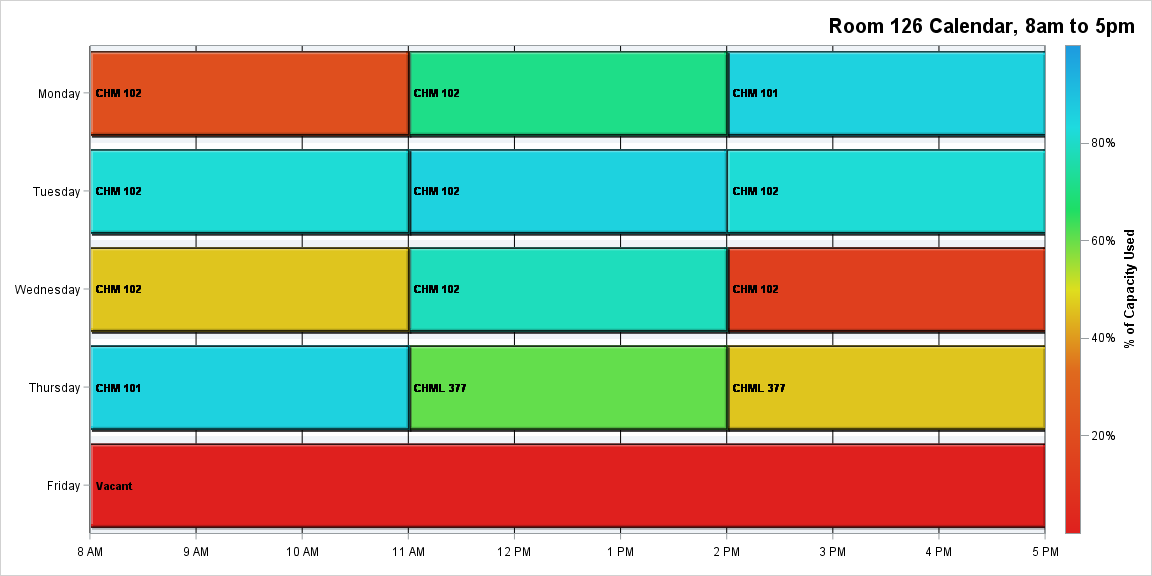 Room 126 Calendar, 8am to 5pm
Monday
CHM 102
CHM 102
CHM 101
Tuesday
CHM 102
CHM 102
CHM 102
Wednesday
CHM 102
CHM 102
CHM 102
Thursday
CHM 101
CHML 377
CHML 377
Friday
Vacant
8 AM
9 AM
10 AM
11 AM
12 PM
1 PM
2 PM
3 PM
4 PM
5 PM
80%
60%
40%
20%
% of Capacity Used